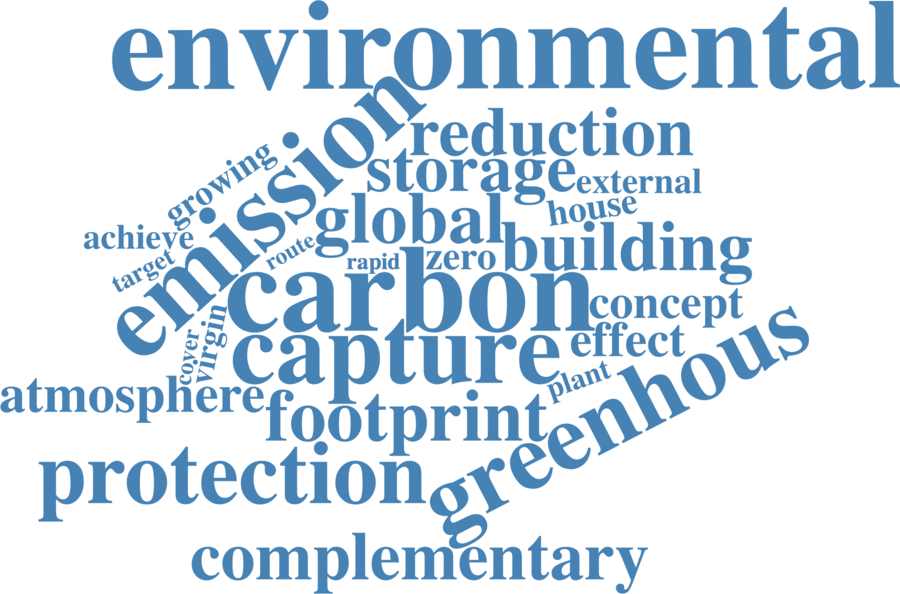 environmental
emission
reduction
storage
growing
external
house
global
achieve
building
route
rapid
zero
target
carbon
concept
cover
virgin
capture
effect
plant
greenhous
atmosphere
footprint
protection
complementary